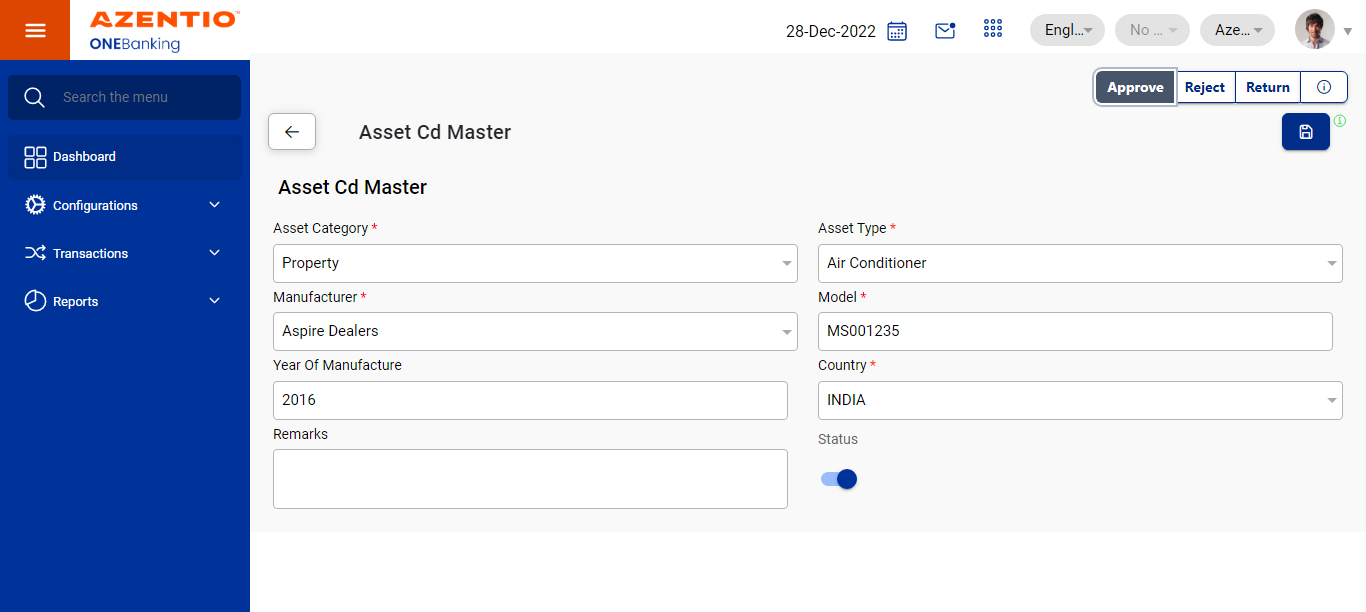 AZENTIO™
ONEBanking
28-Dec-2022
Engl...
No ...
Aze...
Search the menu
Dashboard
Configurations
Transactions
Reports
Approve Reject Return
Asset Cd Master
Asset Cd Master
Asset Category * Asset Type *
Property Air Conditioner
Manufacturer * Model *
Aspire Dealers MS001235
Year Of Manufacture Country *
2016 INDIA
Remarks Status